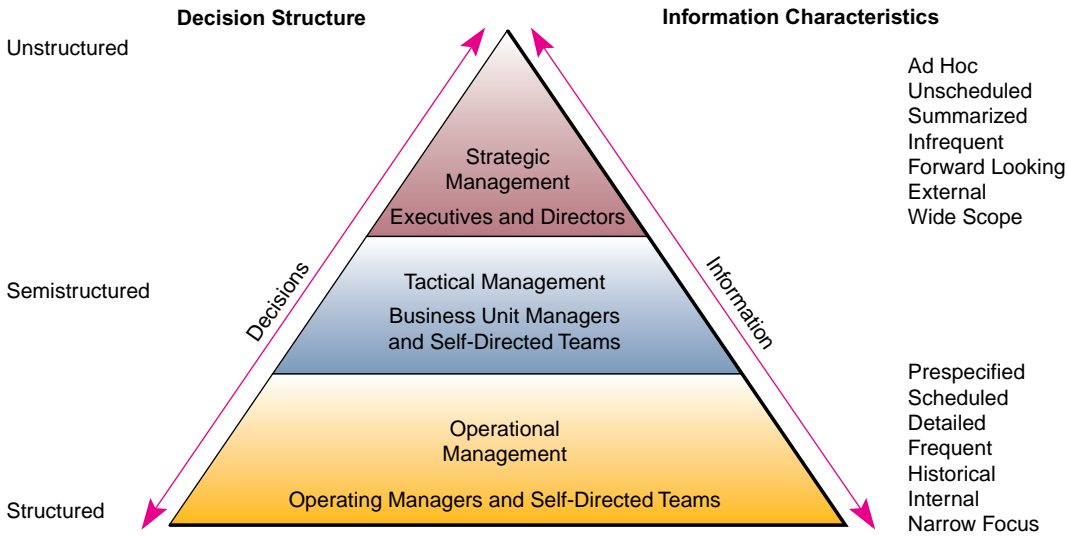 Decision Structure
Information Characteristics
Unstructured
Ad Hoc
Unscheduled
Summarized
Infrequent
Forward Looking
External
Wide Scope
Strategic
Management
Executives and Directors
Decisions
Information
Semistructured
Tactical Management
Business Unit Managers
and Self-Directed Teams
Prespecified
Scheduled
Detailed
Frequent
Historical
Internal
Narrow Focus
Operational
Management
Operating Managers and Self-Directed Teams
Structured